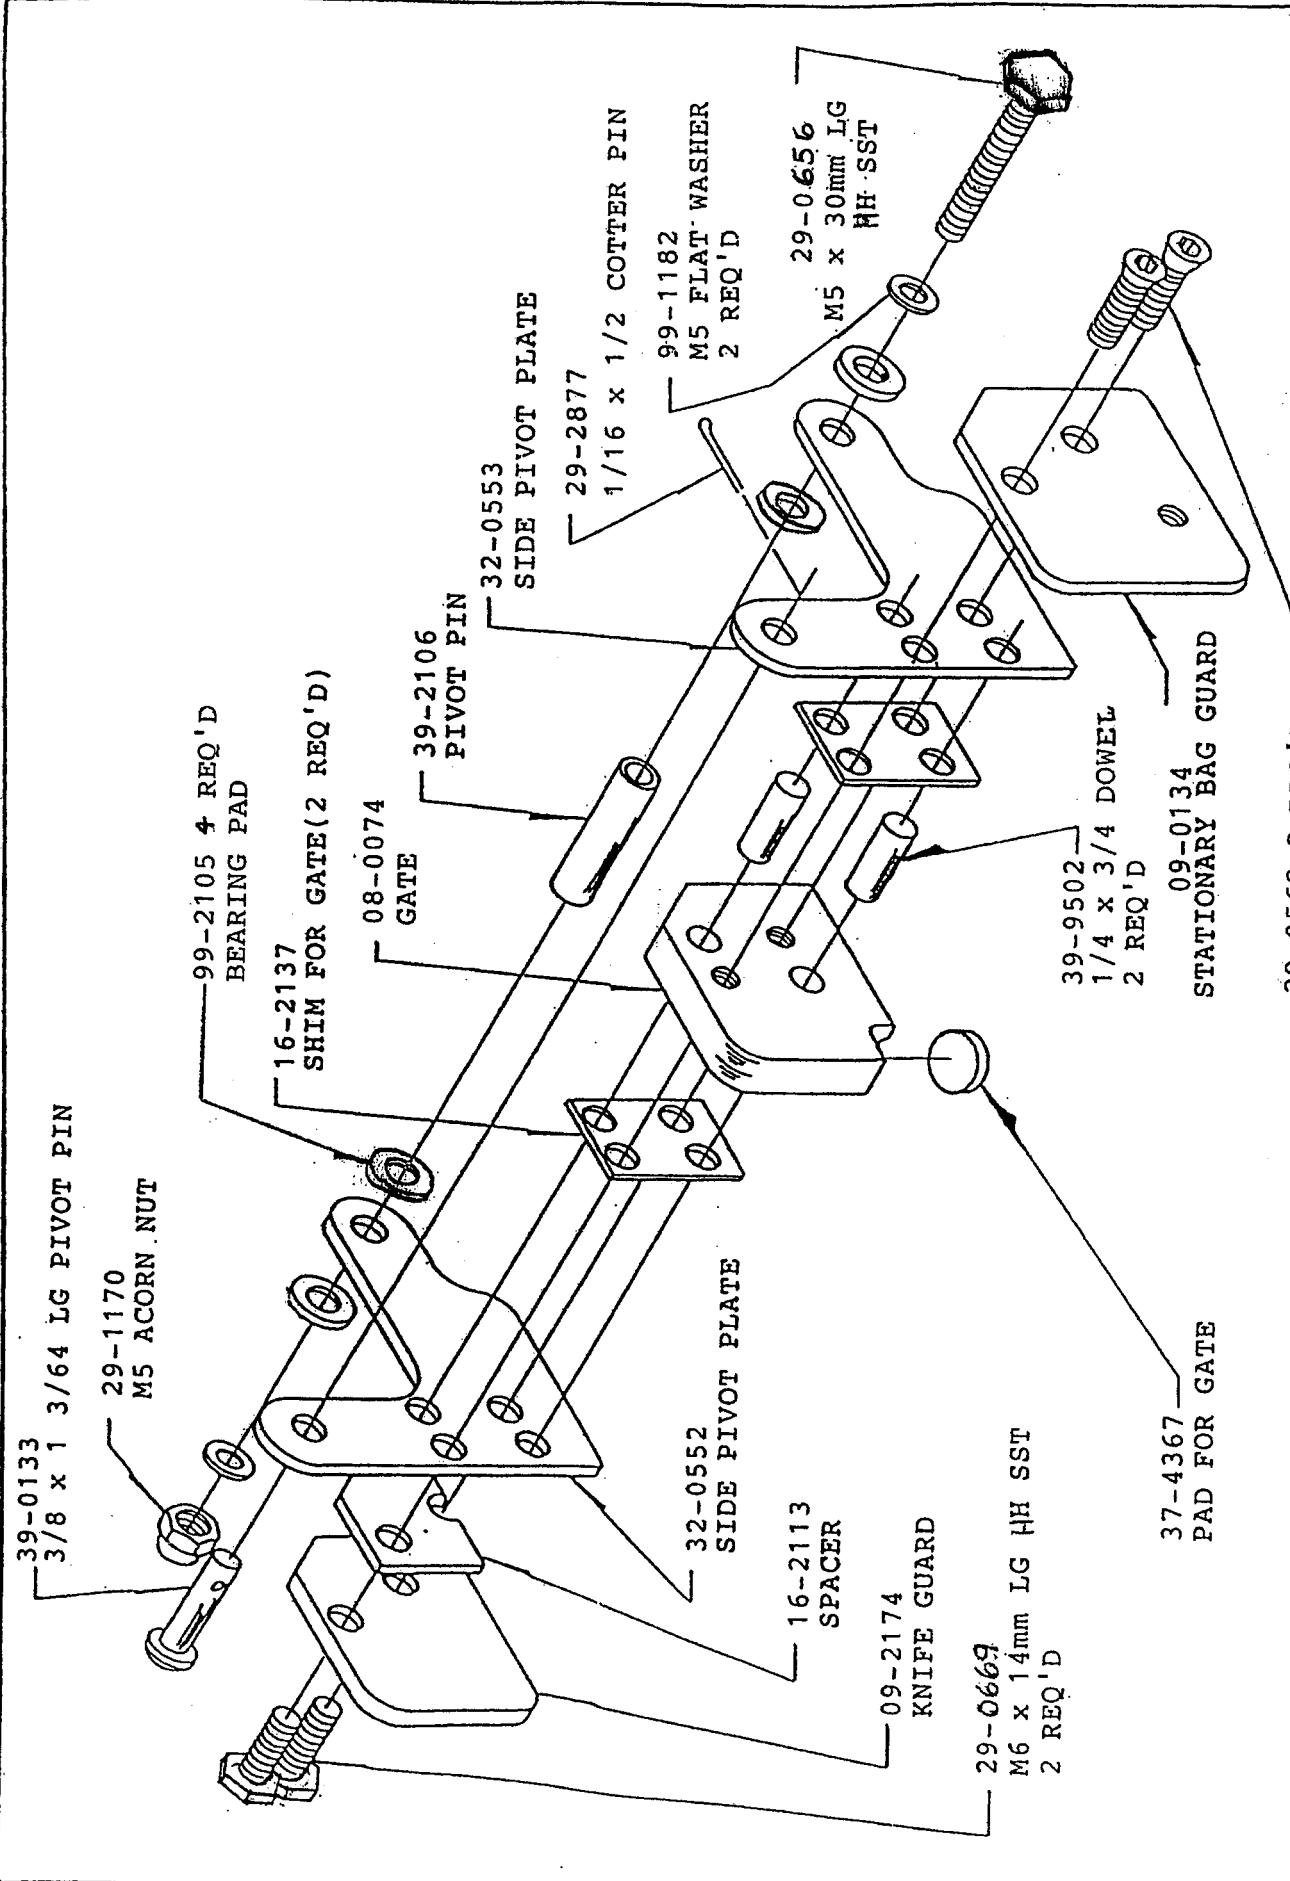 39-0133
3/8 x 1 3/64 LG PIVOT PIN
29-1170
M5 ACORN NUT
99-2105 4 REQ'D
BEARING PAD
16-2137
SHIM FOR GATE(2 REQ'D)
08-0074
GATE
39-2106
PIVOT PIN
32-0553
SIDE PIVOT PLATE
29-2877
1/16 x 1/2 COTTER PIN
99-1182
M5 FLAT WASHER
2 REQ'D
29-0656
M5 x 30mm LG
HH SST
32-0552
SIDE PIVOT PLATE
16-2113
SPACER
09-2174
KNIFE GUARD
29-0669
M6 x 14mm LG HH SST
2 REQ'D
37-4367
PAD FOR GATE
39-9502
1/4 x 3/4 DOWEL
2 REQ'D
09-0134
STATIONARY BAG GUARD